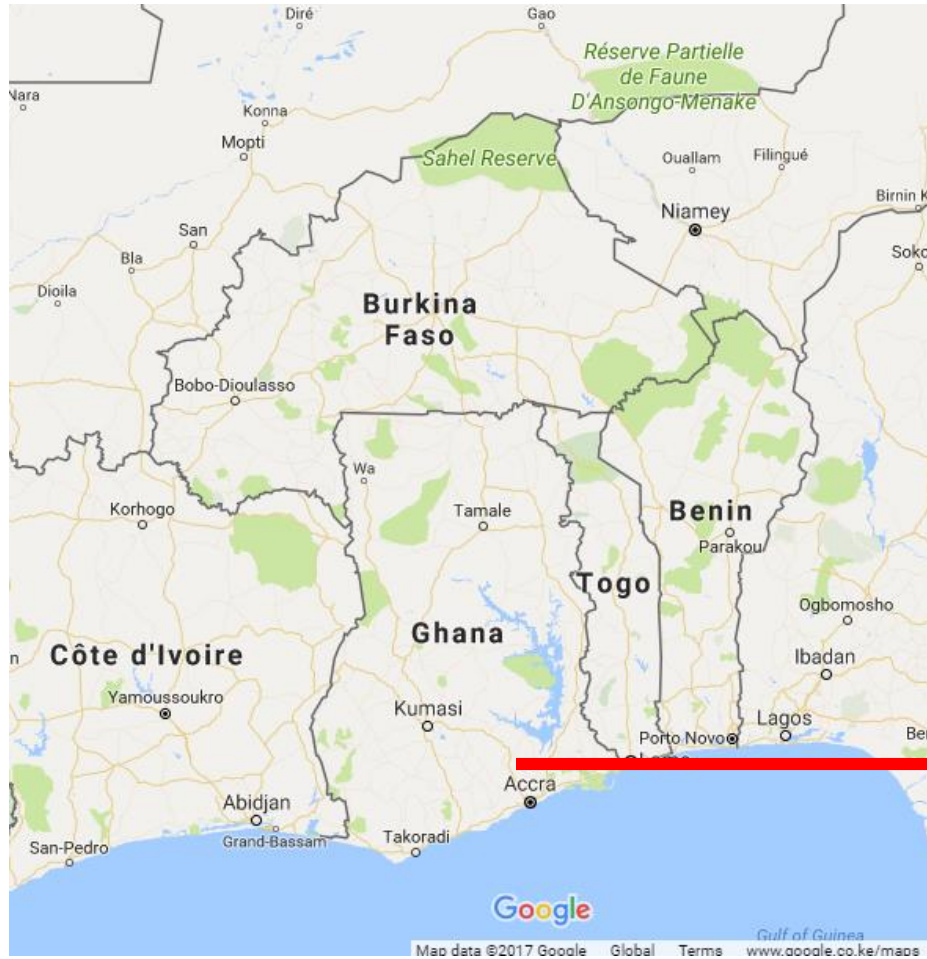 Diré
Gao
Réserve Partielle
de Faune
D'Ansongo-Menake
Nara
Konna
Mopti
Sahel Reserve
Ouallam
Filingué
Niamey
Birnin K
San
Bla
Soko
Dioila
Burkina
Faso
Bobo-Dioulasso
Wa
Korhogo
Tamale
Benin
Parakou
Togo
Ogbomosho
Ghana
Côte d'Ivoire
n
Ibadan
Yamoussoukro
Kumasi
Lagos
Porto Novo
Be
Accra
Abidjan
Grand-Bassam
Takoradi
San-Pedro
Google
Gulf of Guinea
Map data ©2017 Google Global Terms www.google.co.ke/maps